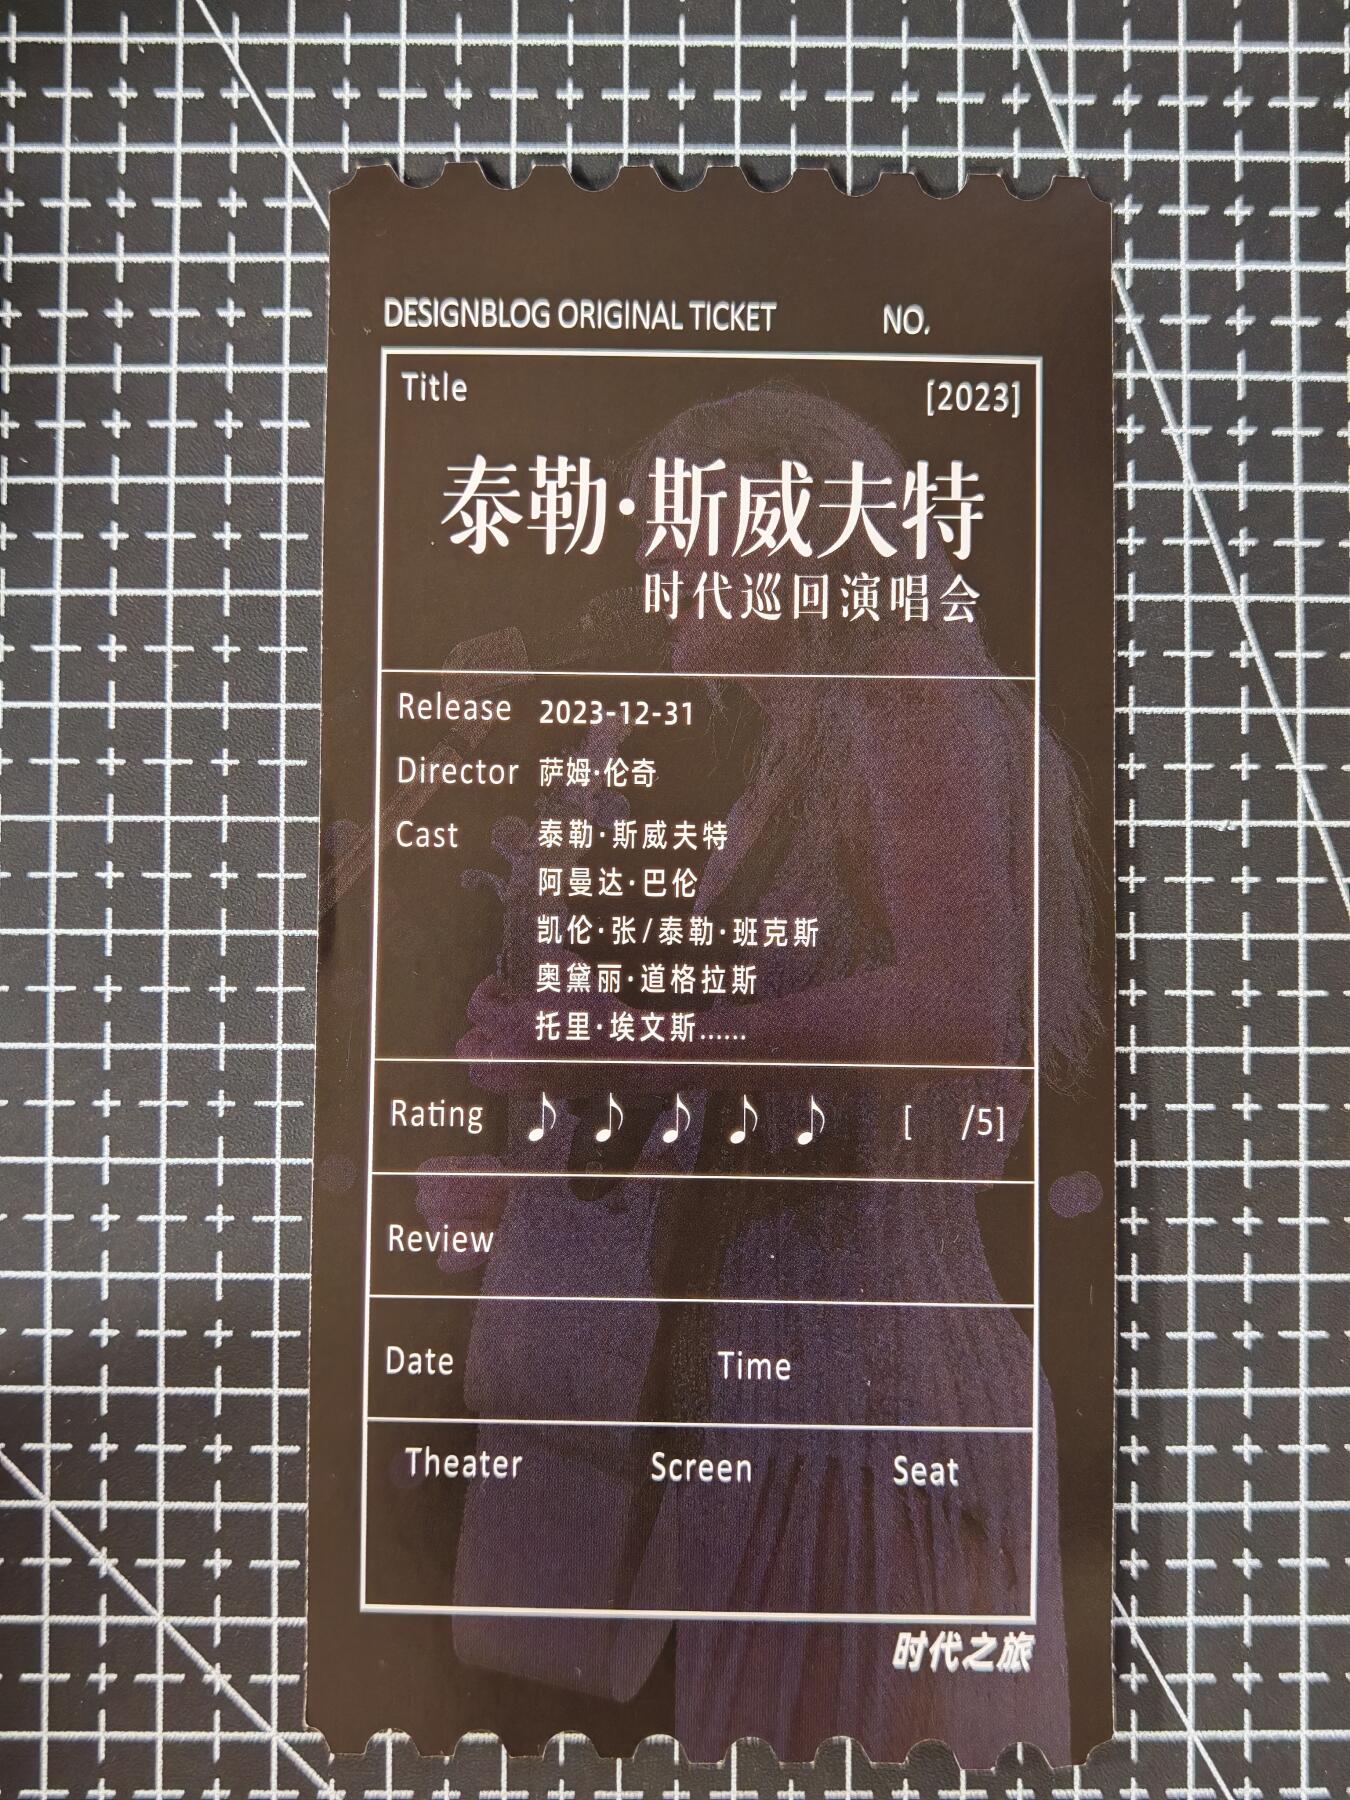 DESIGNBLOG ORIGINAL TICKET NO.
Title [2023]
泰勒·斯威夫特
时代巡回演唱会
Release 2023-12-31
Director 萨姆·伦奇
Cast 泰勒·斯威夫特
阿曼达·巴伦
凯伦·张/泰勒·班克斯
奥黛丽·道格拉斯
托里·埃文斯......
Rating ♪ ♪ ♪ ♪ ♪ [ /5]
Review
Date Time
Theater Screen Seat
时代之旅